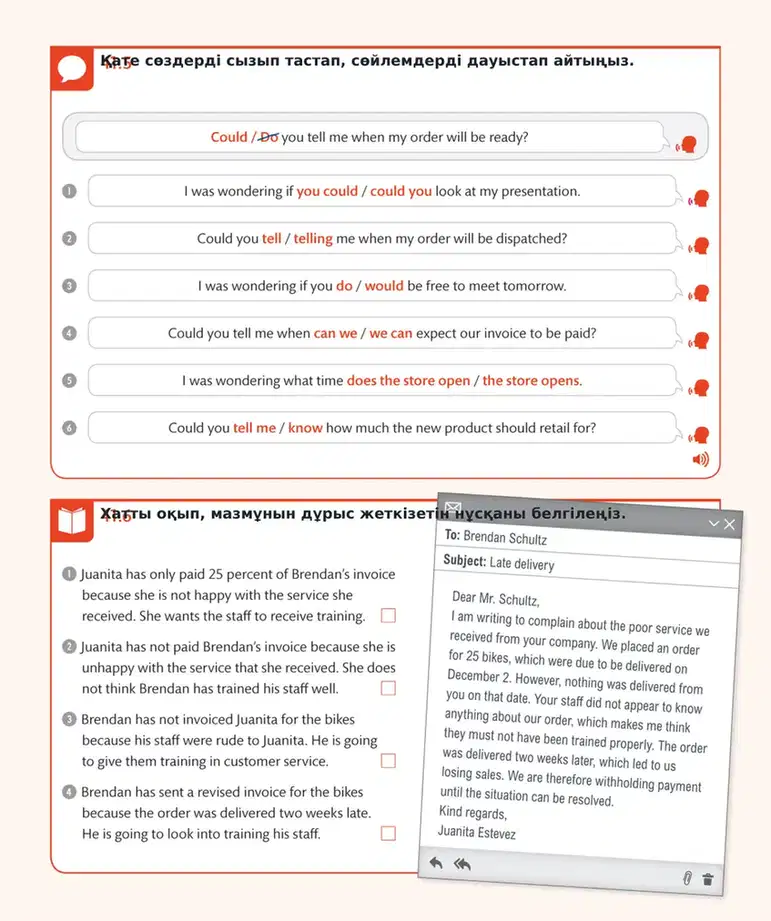 Қате сөздерді сызып тастап, сөйлемдерді дауыстап айтыңыз.
Could / Do you tell me when my order will be ready?
1 I was wondering if you could / could you look at my presentation.
2 Could you tell / telling me when my order will be dispatched?
3 I was wondering if you do / would be free to meet tomorrow.
4 Could you tell me when can we / we can expect our invoice to be paid?
5 I was wondering what time does the store open / the store opens.
6 Could you tell me / know how much the new product should retail for?
Хатты оқып, мазмұнын дұрыс жеткізетін нұсқаны белгілеңіз.
1 Juanita has only paid 25 percent of Brendan's invoice
because she is not happy with the service she
received. She wants the staff to receive training.
2 Juanita has not paid Brendan's invoice because she is
unhappy with the service that she received. She does
not think Brendan has trained his staff well.
3 Brendan has not invoiced Juanita for the bikes
because his staff were rude to Juanita. He is going
to give them training in customer service.
4 Brendan has sent a revised invoice for the bikes
because the order was delivered two weeks late.
He is going to look into training his staff.
To: Brendan Schultz
Subject: Late delivery
Dear Mr. Schultz,
I am writing to complain about the poor service we
received from your company. We placed an order
for 25 bikes, which were due to be delivered on
December 2. However, nothing was delivered from
you on that date. Your staff did not appear to know
anything about our order, which makes me think
they must not have been trained properly. The order
was delivered two weeks later, which led to us
losing sales. We are therefore withholding payment
until the situation can be resolved.
Kind regards,
Juanita Estevez